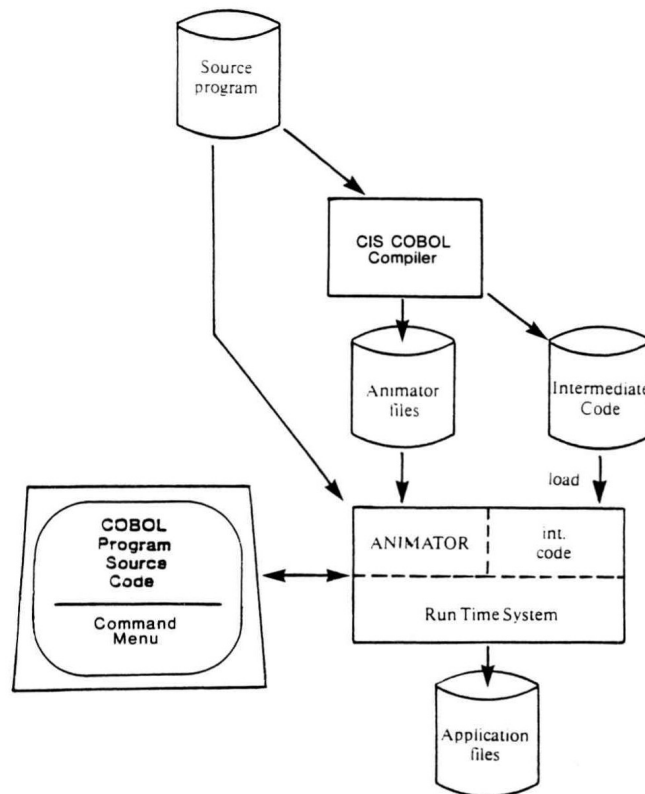 Source
program
CIS COBOL
Compiler
Animator
files
Intermediate
Code
load
COBOL
Program
Source
Code
Command
Menu
ANIMATOR
int.
code
Run Time System
Application
files